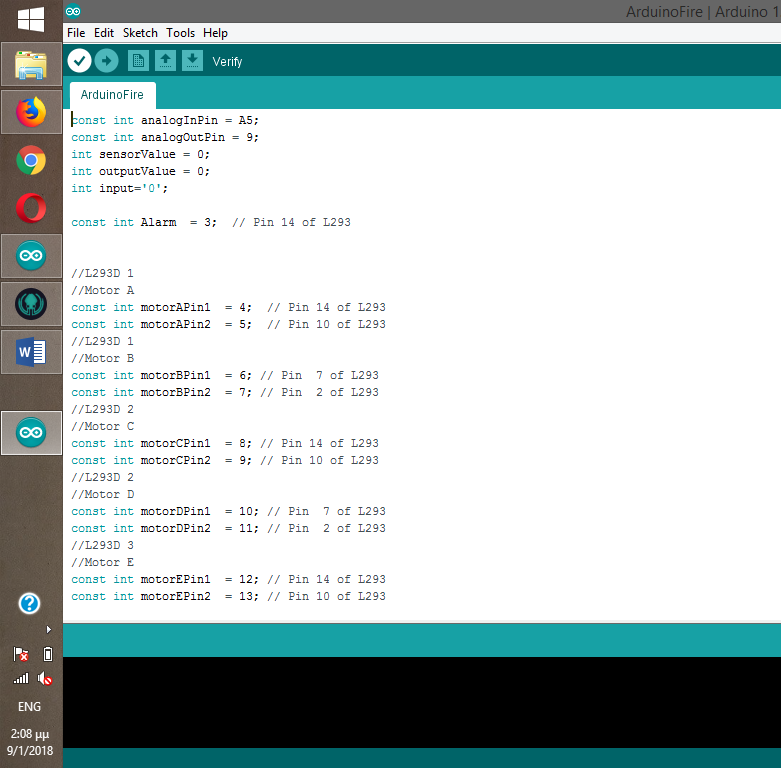 ArduinoFire | Arduino 1
File Edit Sketch Tools Help
Verify
ArduinoFire
const int analogInPin = A5;
const int analogOutPin = 9;
int sensorValue = 0;
int outputValue = 0;
int input='0';
const int Alarm  = 3;  // Pin 14 of L293
//L293D 1
//Motor A
const int motorAPin1  = 4;  // Pin 14 of L293
const int motorAPin2  = 5;  // Pin 10 of L293
//L293D 1
//Motor B
const int motorBPin1  = 6; // Pin  7 of L293
const int motorBPin2  = 7; // Pin  2 of L293
//L293D 2
//Motor C
const int motorCPin1  = 8; // Pin 14 of L293
const int motorCPin2  = 9; // Pin 10 of L293
//L293D 2
//Motor D
const int motorDPin1  = 10; // Pin  7 of L293
const int motorDPin2  = 11; // Pin  2 of L293
//L293D 3
//Motor E
const int motorEPin1  = 12; // Pin 14 of L293
const int motorEPin2  = 13; // Pin 10 of L293
W
?
ENG
2:08 μμ
9/1/2018